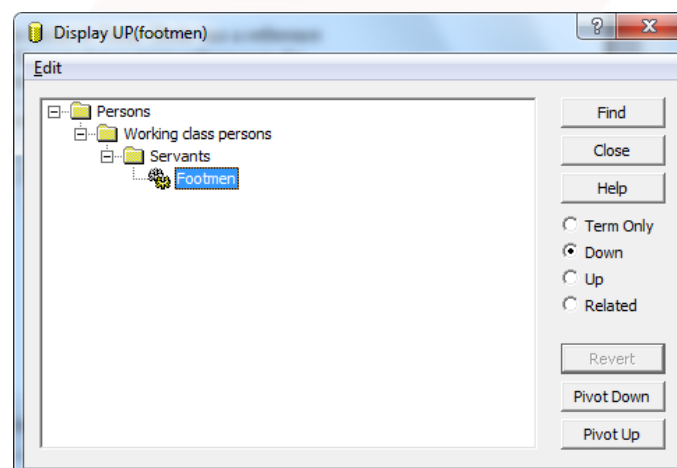 Display UP(footmen)
Edit
Persons
Working class persons
Servants
Footmen
Find
Close
Help
Term Only
Down
Up
Related
Revert
Pivot Down
Pivot Up